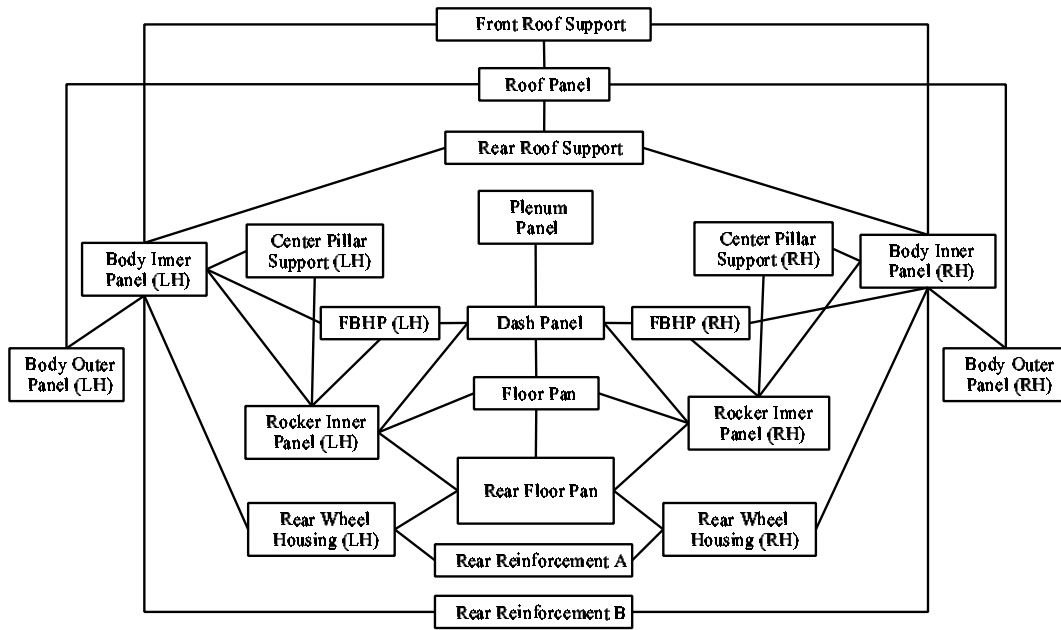 Front Roof Support
Roof Panel
Rear Roof Support
Plenum
Panel
Center Pillar
Support (LH)
Center Pillar
Support (RH)
Body Inner
Panel (LH)
Body Inner
Panel (RH)
FBHP (LH)
Dash Panel
FBHP (RH)
Body Outer
Panel (LH)
Body Outer
Panel (RH)
Floor Pan
Rocker Inner
Panel (LH)
Rocker Inner
Panel (RH)
Rear Floor Pan
Rear Wheel
Housing (LH)
Rear Wheel
Housing (RH)
Rear Reinforcement A
Rear Reinforcement B